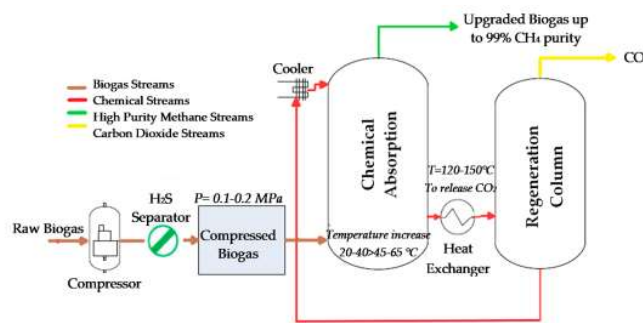 Upgraded Biogas up
to 99% CH₄ purity
CO
Cooler
Biogas Streams
Chemical Streams
High Purity Methane Streams
Carbon Dioxide Streams
Chemical
Absorption
T=120-150°C
To release CO₂
Regeneration
Column
H₂S
Separator
P= 0.1-0.2 MPa
Raw Biogas
Compressed
Biogas
Temperature increase
20-40>45-65 °C
Heat
Exchanger
Compressor